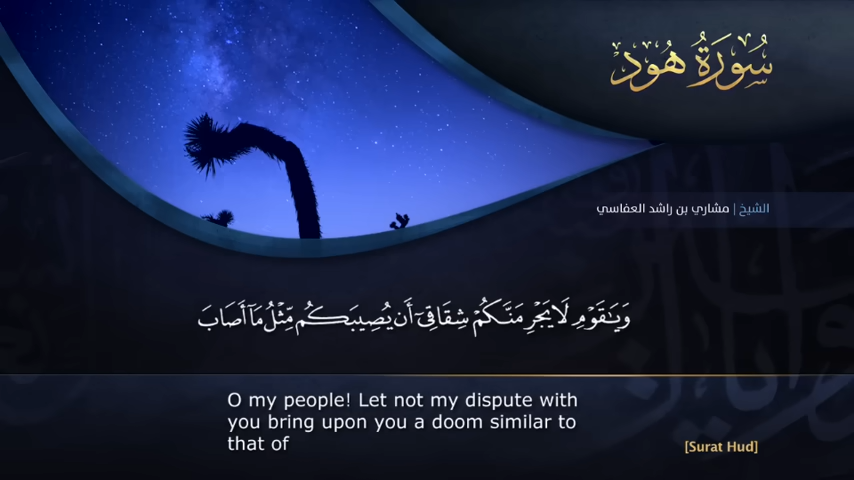 سُورَةُ هُود
الشيخ | مشاري بن راشد العفاسي
وَيَٰقَوْمِ لَا يَجْرِمَنَّكُمْ شِقَاقِىٓ أَن يُصِيبَكُم مِّثْلُ مَآ أَصَابَ
O my people! Let not my dispute with
you bring upon you a doom similar to
that of
[Surat Hud]